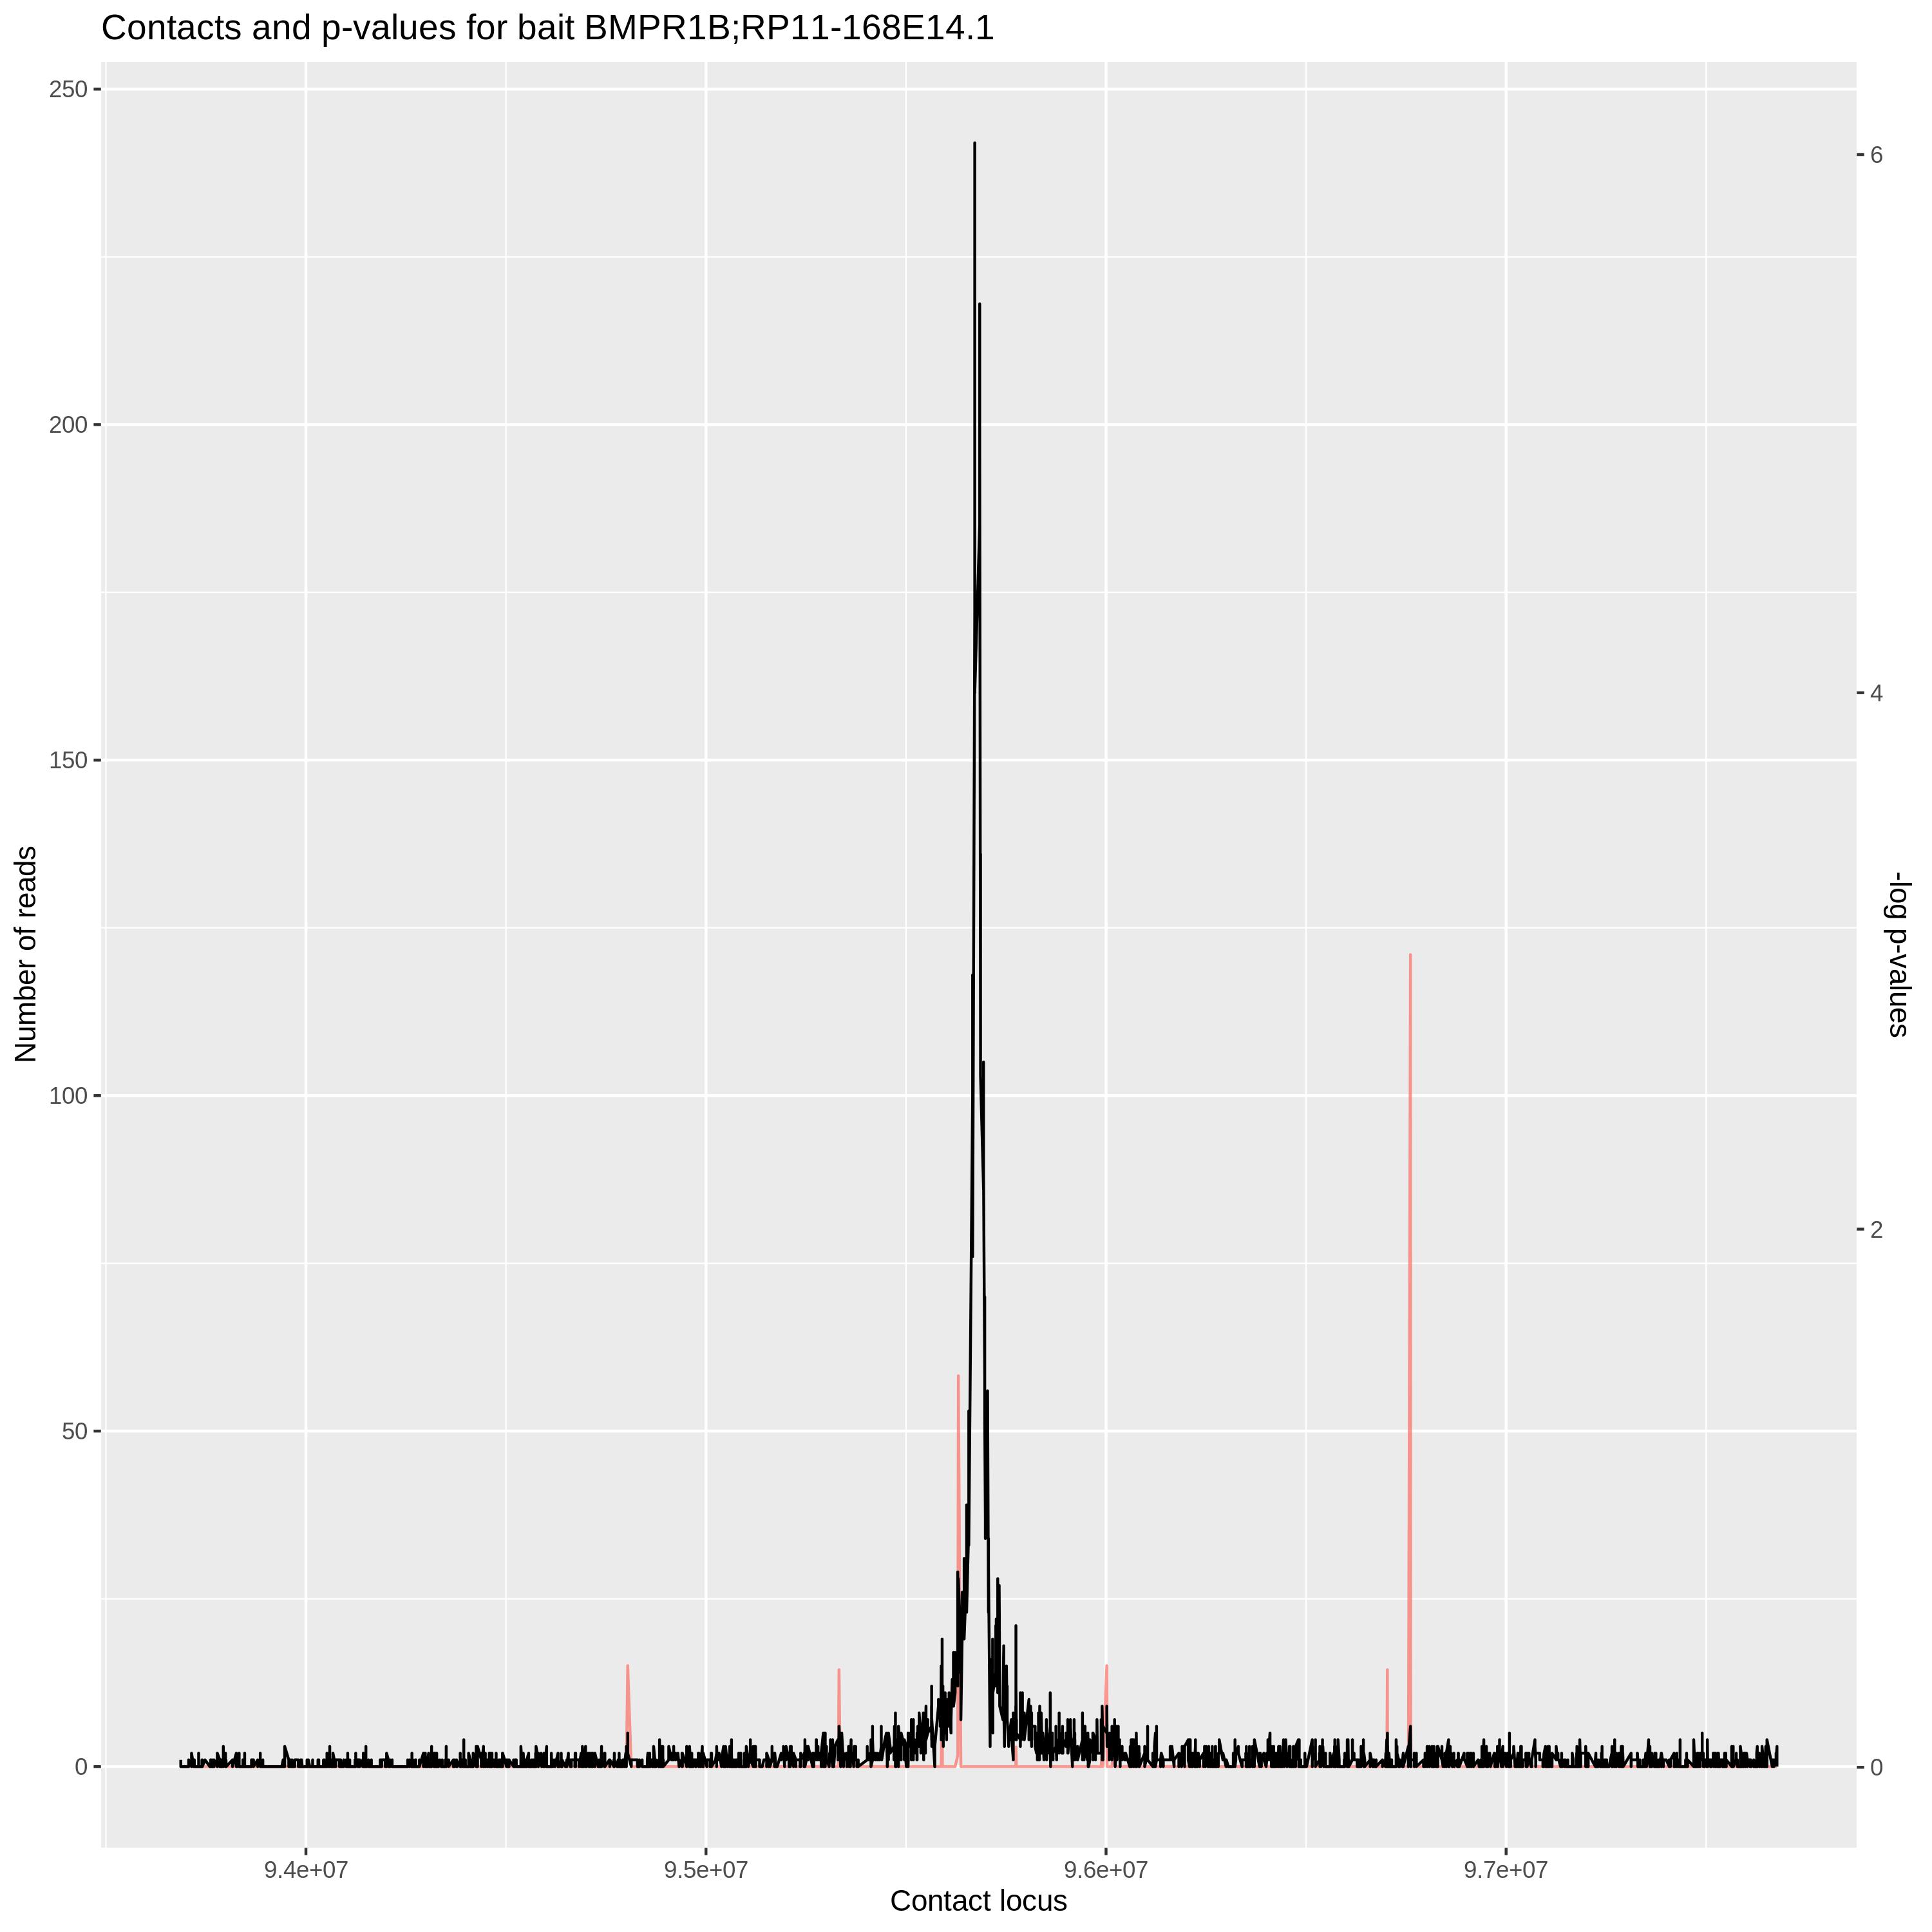 Contacts and p-values for bait BMPR1B;RP11-168E14.1
250
200
150
100
50
0
Number of reads
6
4
2
0
-log p-values
9.4e+07
9.5e+07
9.6e+07
9.7e+07
Contact locus